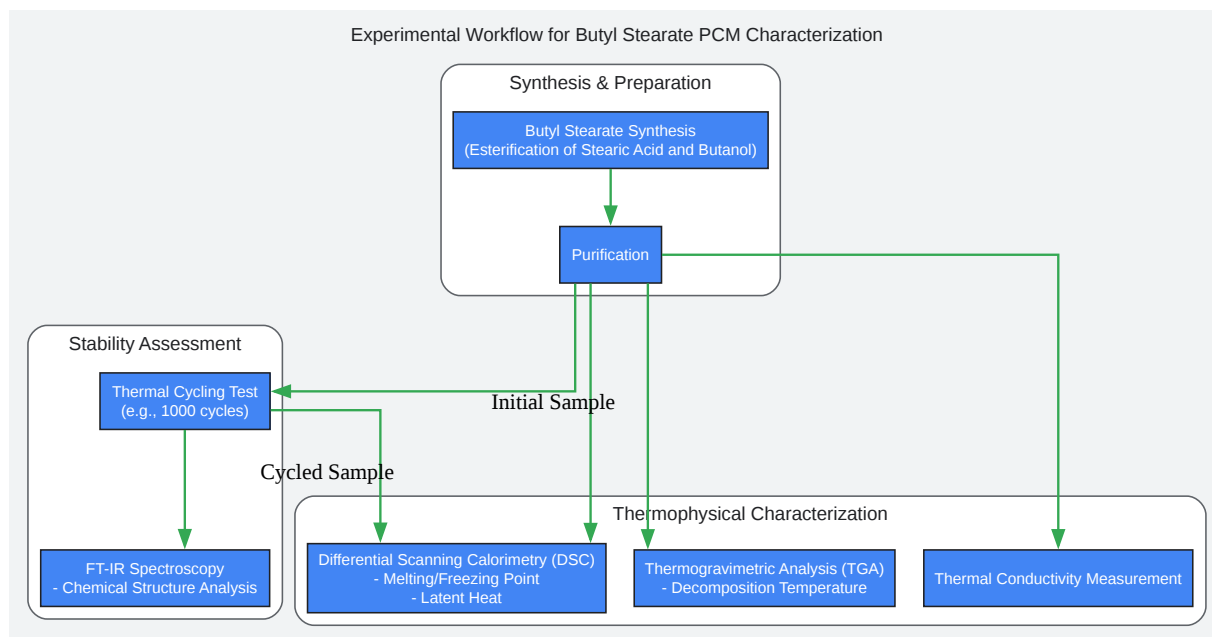 Experimental Workflow for Butyl Stearate PCM Characterization
Synthesis & Preparation
Butyl Stearate Synthesis
(Esterification of Stearic Acid and Butanol)
Purification
Stability Assessment
Thermal Cycling Test
(e.g., 1000 cycles)
Initial Sample
Cycled Sample
FT-IR Spectroscopy
- Chemical Structure Analysis
Thermophysical Characterization
Differential Scanning Calorimetry (DSC)
- Melting/Freezing Point
- Latent Heat
Thermogravimetric Analysis (TGA)
- Decomposition Temperature
Thermal Conductivity Measurement